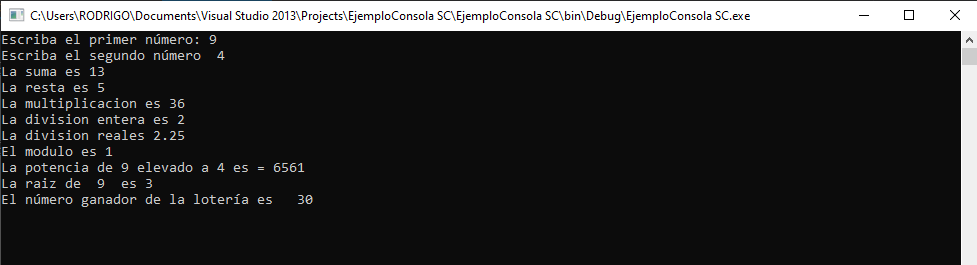 C:\Users\RODRIGO\Documents\Visual Studio 2013\Projects\EjemploConsola SC\EjemploConsola SC\bin\Debug\EjemploConsola SC.exe
Escriba el primer número: 9
Escriba el segundo número  4
La suma es 13
La resta es 5
La multiplicacion es 36
La division entera es 2
La division reales 2.25
El modulo es 1
La potencia de 9 elevado a 4 es = 6561
La raiz de  9  es 3
El número ganador de la lotería es   30